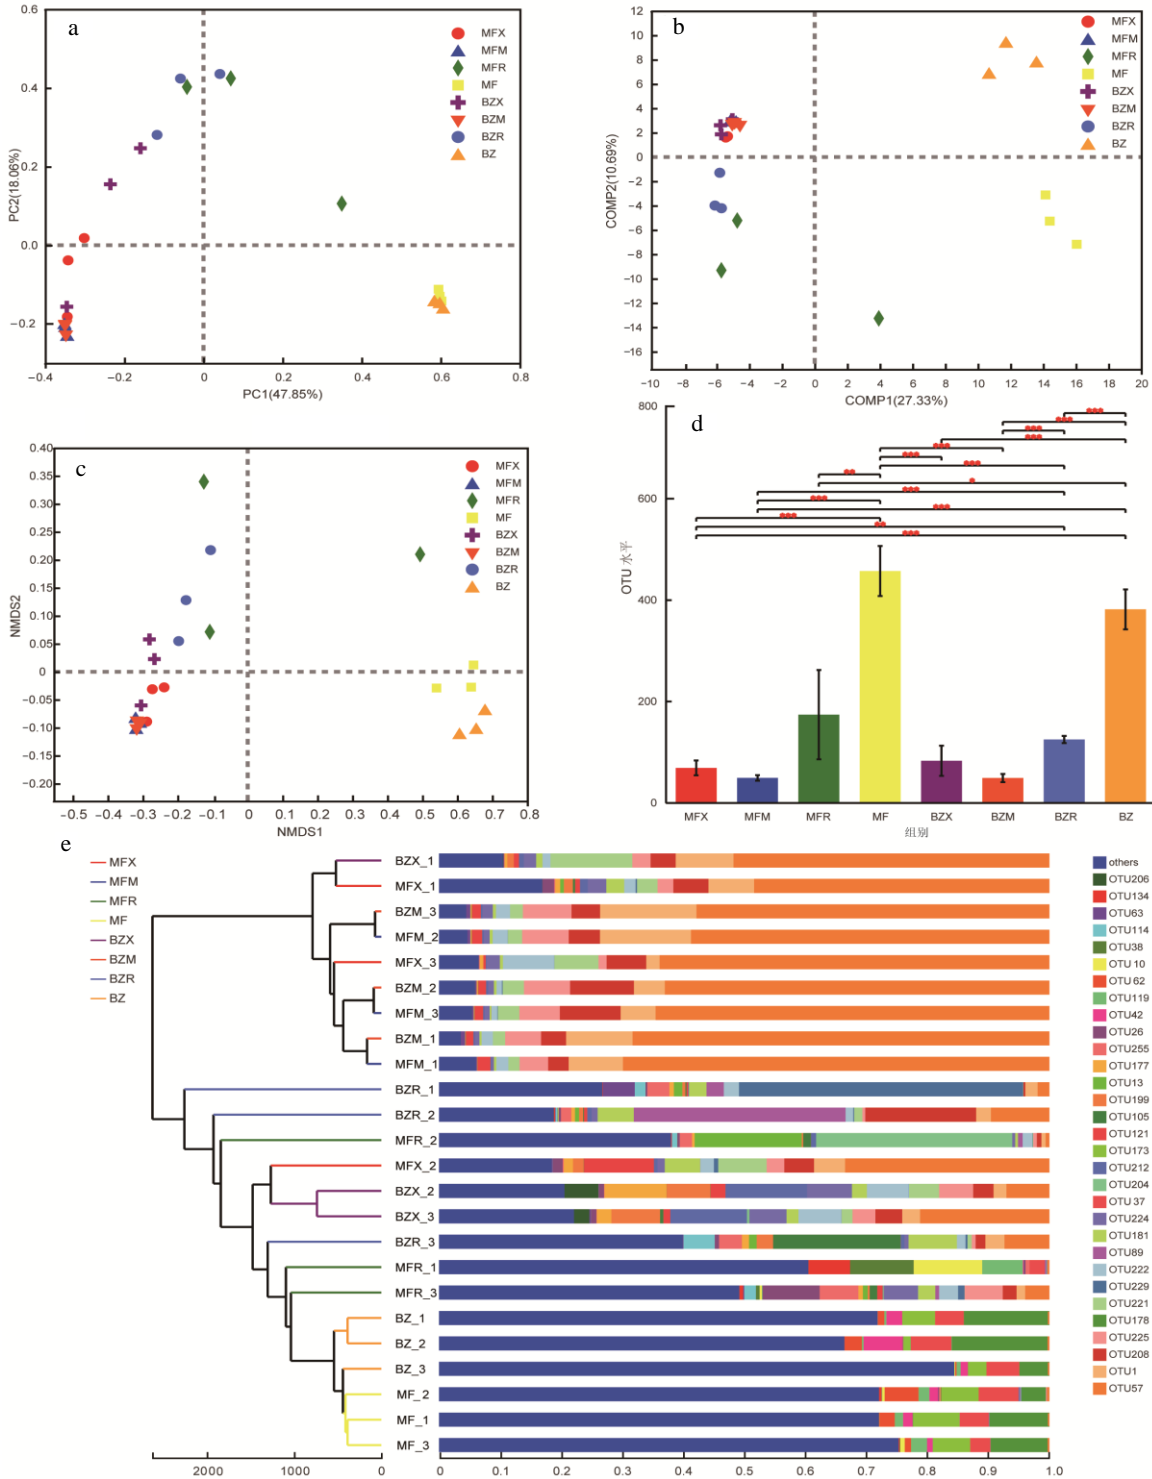 a
0.6
0.4
0.2
0.0
−0.2
−0.4
−0.2
0
0.2
0.4
0.6
0.8
PC2(18.06%)
PC1(47.85%)
MFX
MFM
MFR
MF
BZX
BZM
BZR
BZ
b
12
10
8
6
4
2
0
−2
−4
−6
−8
−10
−12
−14
−16
−10
−8
−6
−4
−2
0
2
4
6
8
10
12
14
16
18
20
COMP2(10.69%)
COMP1(27.33%)
MFX
MFM
MFR
MF
BZX
BZM
BZR
BZ
c
0.40
0.35
0.30
0.25
0.20
0.15
0.10
0.05
0
−0.05
−0.10
−0.15
−0.20
−0.5
−0.4
−0.3
−0.2
−0.1
0
0.1
0.2
0.3
0.4
0.5
0.6
0.7
0.8
NMDS2
NMDS1
MFX
MFM
MFR
MF
BZX
BZM
BZR
BZ
d
800
600
400
200
0
OTU 水平
MFX
MFM
MFR
MF
BZX
BZM
BZR
BZ
组别
e
MFX
MFM
MFR
MF
BZX
BZM
BZR
BZ
BZX_1
MFX_1
BZM_3
MFM_2
MFX_3
BZM_2
MFM_3
BZM_1
MFM_1
BZR_1
BZR_2
MFR_2
MFX_2
BZX_2
BZX_3
BZR_3
MFR_1
MFR_3
BZ_1
BZ_2
BZ_3
MF_2
MF_1
MF_3
2000
1000
0
0
0.1
0.2
0.3
0.4
0.5
0.6
0.7
0.8
0.9
1.0
others
OTU206
OTU134
OTU63
OTU114
OTU38
OTU 10
OTU 62
OTU119
OTU42
OTU26
OTU255
OTU177
OTU13
OTU199
OTU105
OTU121
OTU173
OTU212
OTU204
OTU 37
OTU224
OTU181
OTU89
OTU222
OTU229
OTU221
OTU178
OTU225
OTU208
OTU1
OTU57